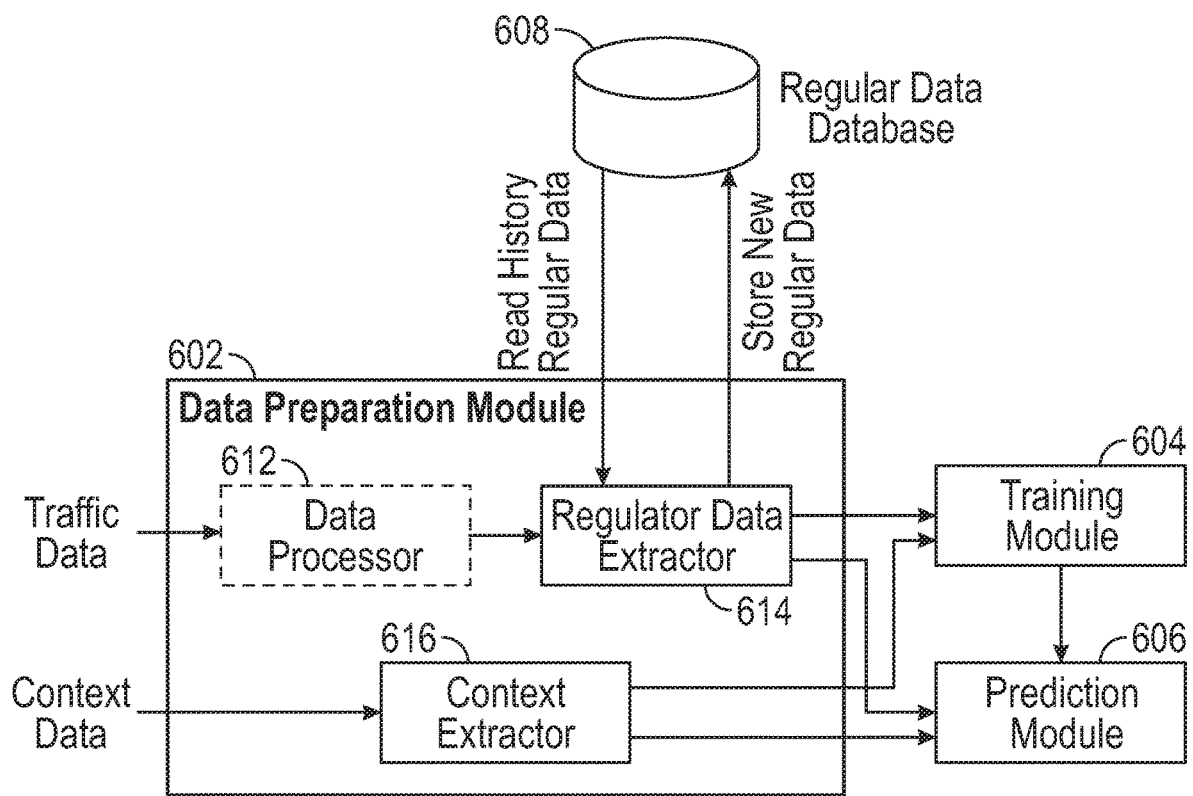 608
Regular Data
Database
Read History
Regular Data
Store New
Regular Data
602
Data Preparation Module
612
604
Traffic
Data
Data
Processor
Regulator Data
Extractor
Training
Module
614
616
606
Context
Data
Context
Extractor
Prediction
Module